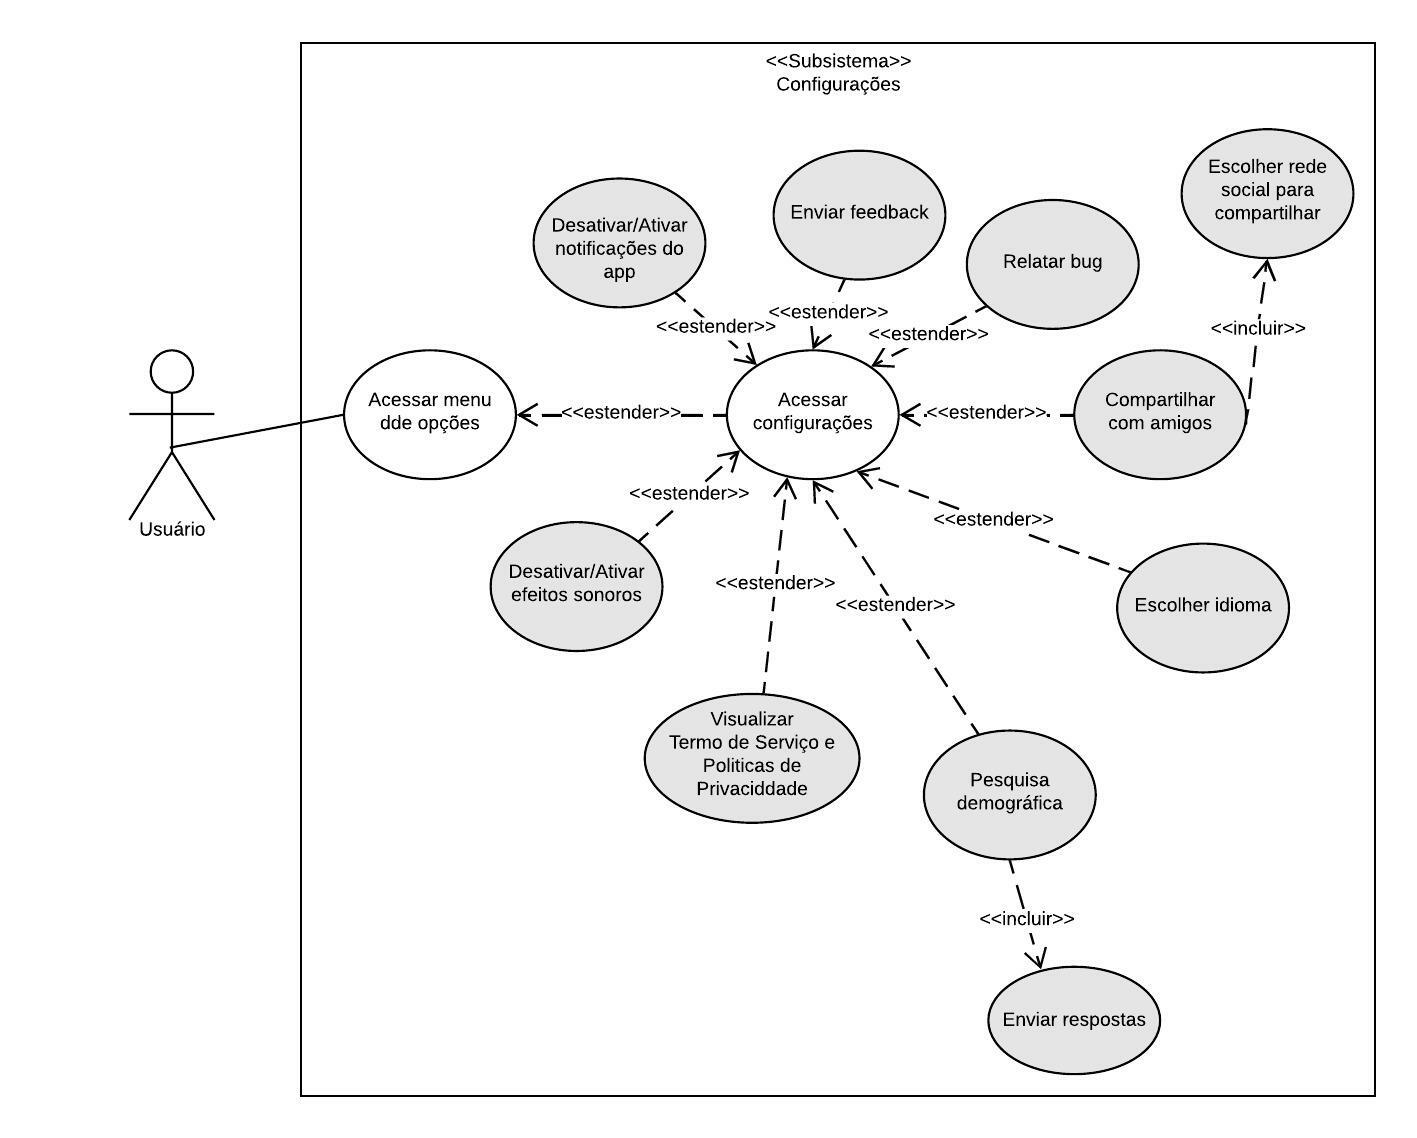 <<Subsistema>>
Configurações
Escolher rede
social para
compartilhar
Enviar feedback
Desativar/Ativar
notificações do
app
Relatar bug
<<estender>>
<<estender>>
<<estender>>
<<incluir>>
Acessar menu
dde opções
<<estender>>
Acessar
configurações
<<estender>>
Compartilhar
com amigos
Usuário
<<estender>>
<<estender>>
Desativar/Ativar
efeitos sonoros
<<estender>>
<<estender>>
Escolher idioma
Visualizar
Termo de Serviço e
Politicas de
Privaciddade
Pesquisa
demográfica
<<incluir>>
Enviar respostas